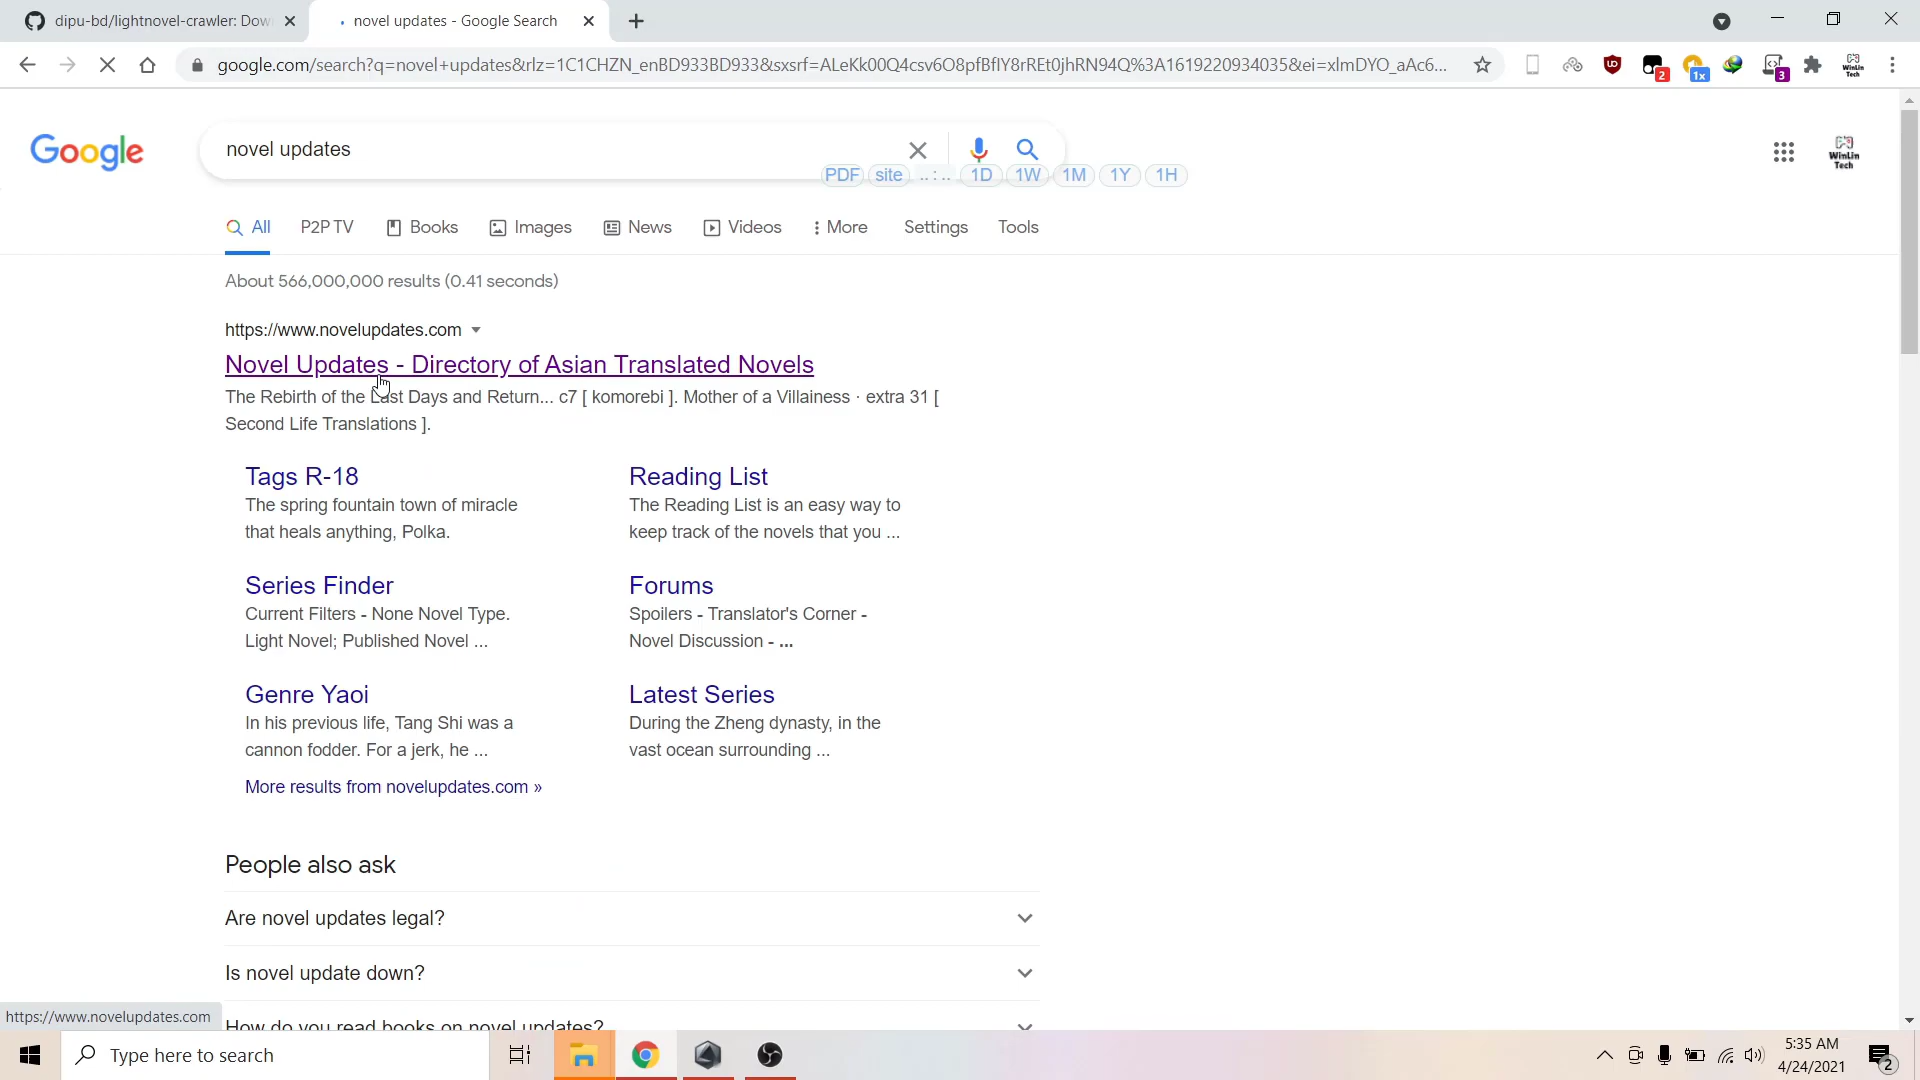 dipu-bd/lightnovel-crawler: Dow
novel updates - Google Search
google.com/search?q=novel+updates&rlz=1C1CHZN_enBD933BD933&sxsrf=ALeKk00Q4csv6O8pfBfIY8rREt0jhRN94Q%3A1619220934035&ei=xlmDYO_aAc6...
2
1x
3
WinLin Tech
Google
novel updates
PDF site ..:.. 1D 1W 1M 1Y 1H
WinLin
Tech
All P2P TV Books Images News Videos More Settings Tools
About 566,000,000 results (0.41 seconds)
https://www.novelupdates.com
Novel Updates - Directory of Asian Translated Novels
The Rebirth of the Last Days and Return... c7 [ komorebi ]. Mother of a Villainess · extra 31 [
Second Life Translations ].
Tags R-18
The spring fountain town of miracle
that heals anything, Polka.
Reading List
The Reading List is an easy way to
keep track of the novels that you ...
Series Finder
Current Filters - None Novel Type.
Light Novel; Published Novel ...
Forums
Spoilers - Translator's Corner -
Novel Discussion - ...
Genre Yaoi
In his previous life, Tang Shi was a
cannon fodder. For a jerk, he ...
Latest Series
During the Zheng dynasty, in the
vast ocean surrounding ...
More results from novelupdates.com »
People also ask
Are novel updates legal?
Is novel update down?
How do you read books on novel updates?
https://www.novelupdates.com
Type here to search
5:35 AM
4/24/2021
2